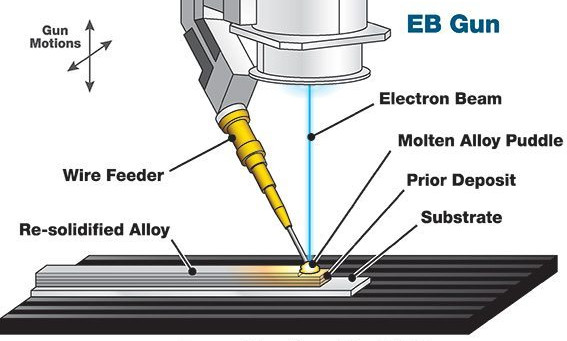 EB Gun
Gun
Motions
Electron Beam
Molten Alloy Puddle
Wire Feeder
Prior Deposit
Substrate
Re-solidified Alloy